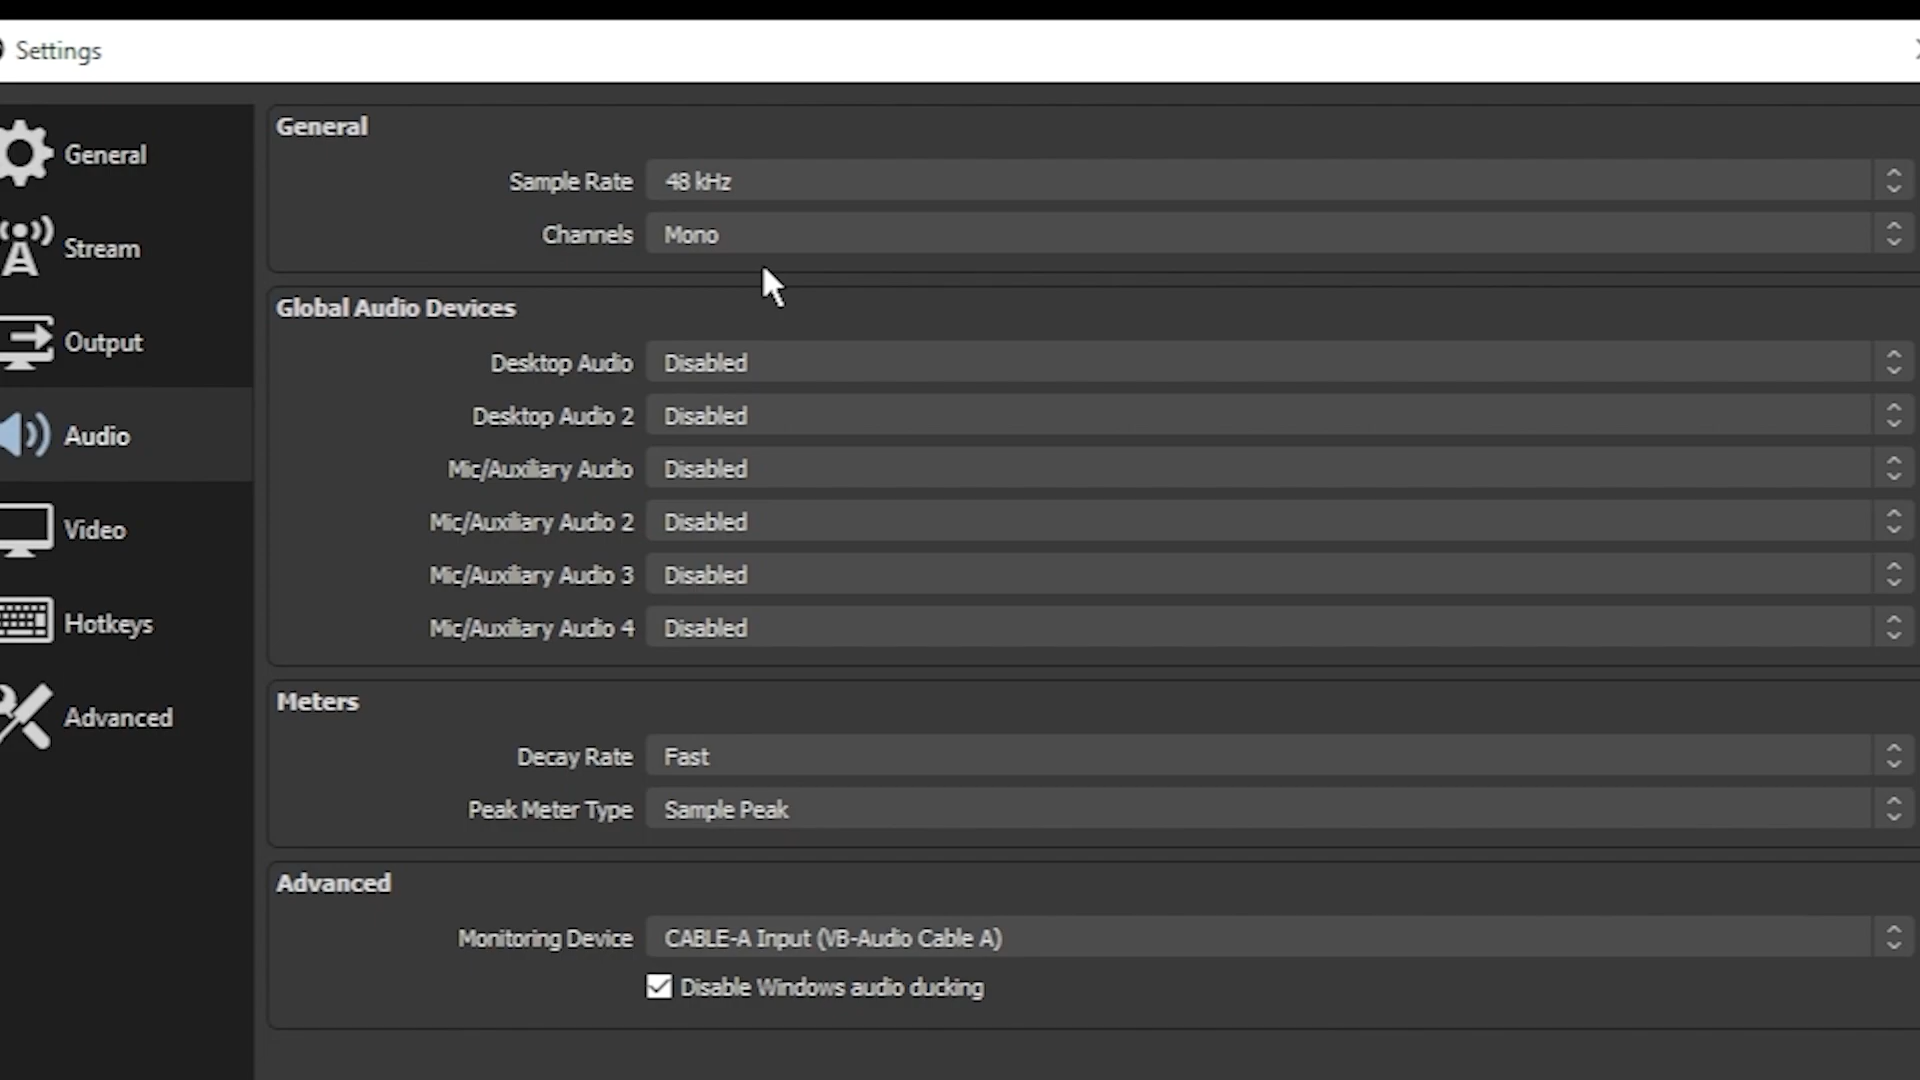 Settings
General
Stream
Output
Audio
Video
Hotkeys
Advanced
General
Sample Rate 48 kHz
Channels Mono
Global Audio Devices
Desktop Audio Disabled
Desktop Audio 2 Disabled
Mic/Auxiliary Audio Disabled
Mic/Auxiliary Audio 2 Disabled
Mic/Auxiliary Audio 3 Disabled
Mic/Auxiliary Audio 4 Disabled
Meters
Decay Rate Fast
Peak Meter Type Sample Peak
Advanced
Monitoring Device CABLE-A Input (VB-Audio Cable A)
Disable Windows audio ducking